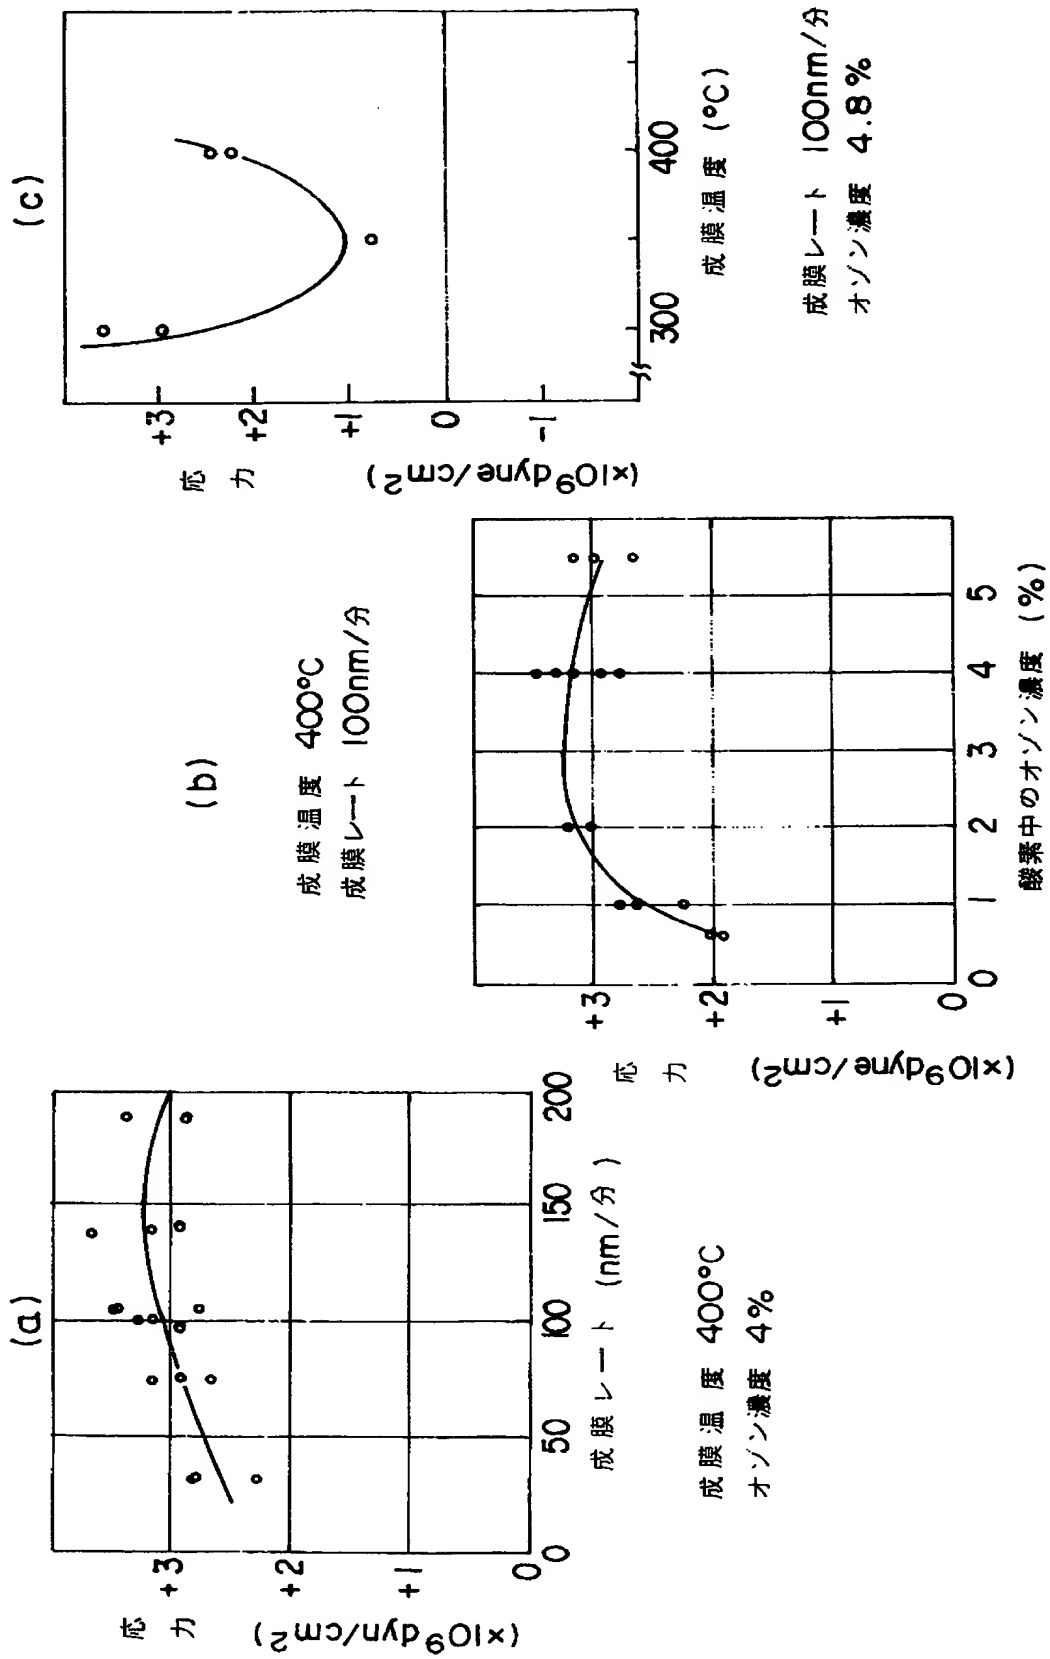 (a)
応力
(×10⁹dyn/cm²)
+3
+2
+1
0
0 50 100 150 200
成膜レート (nm/分)
成膜温度 400°C
オゾン濃度 4%
(b)
成膜温度 400°C
成膜レート 100nm/分
応力
(×10⁹dyne/cm²)
+3
+2
+1
0
0 1 2 3 4 5
酸素中のオゾン濃度 (%)
(c)
応力
(×10⁹dyne/cm²)
+3
+2
+1
0
-1
300 400
成膜温度 (°C)
成膜レート 100nm/分
オゾン濃度 4.8%